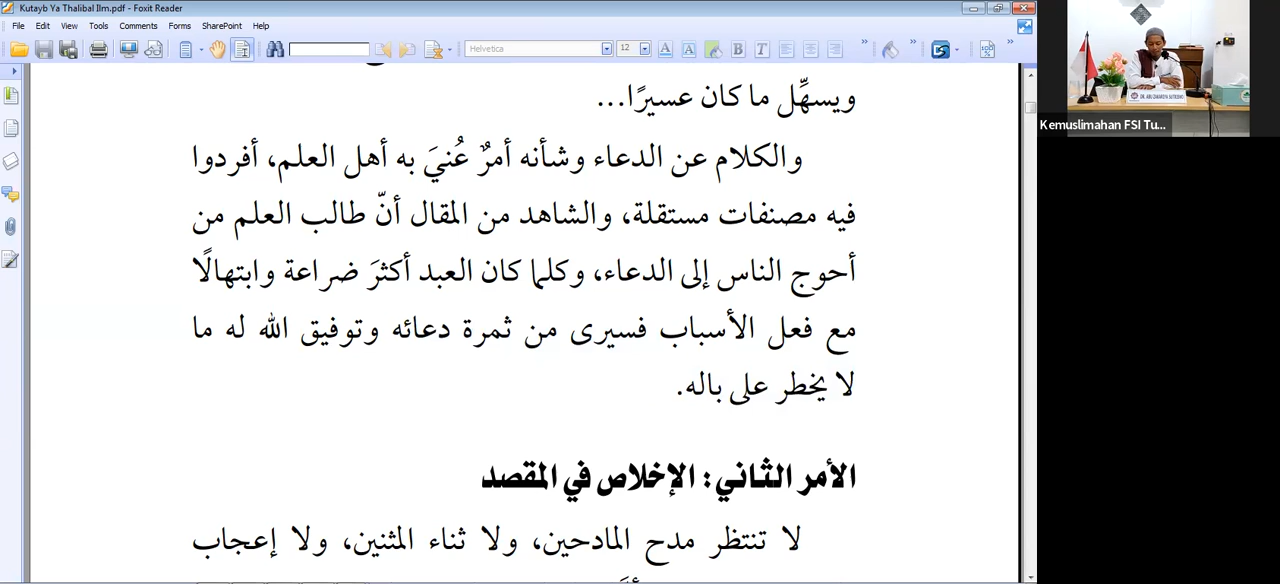 Kutayb Ya Thalibal Ilm.pdf - Foxit Reader
File Edit View Tools Comments Forms SharePoint Help
Helvetica 12
ويسهِّل ما كان عسيرًا...
والكلام عن الدعاء وشأنه أمرٌ عُنيَ به أهل العلم، أفردوا
فيه مصنفات مستقلة، والشاهد من المقال أنّ طالب العلم من
أحوج الناس إلى الدعاء، وكلما كان العبد أكثرَ ضراعة وابتهالًا
مع فعل الأسباب فسيرى من ثمرة دعائه وتوفيق الله له ما
لا يخطر على باله.
الأمر الثاني: الإخلاص في المقصد
لا تنتظر مدح المادحين، ولا ثناء المثنين، ولا إعجاب
Kemuslimahan FSI Tu...